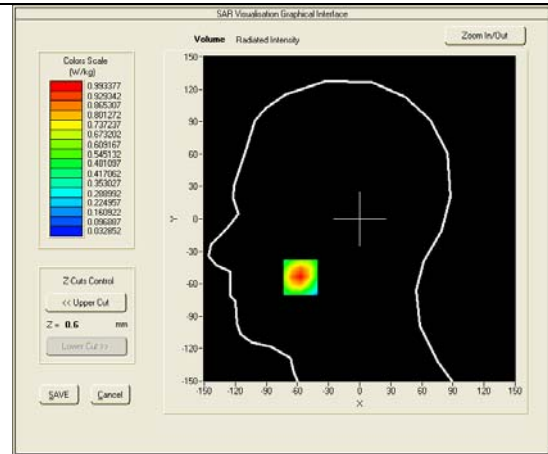 SAR Visualisation Graphical Interface
Volume Radiated Intensity
Zoom In/Out
Colors Scale
(W/kg)
0.993377
0.929342
0.865307
0.801272
0.737237
0.673202
0.609167
0.545132
0.481097
0.417062
0.353027
0.288992
0.224957
0.160922
0.096887
0.032852
Z Cuts Control
<< Upper Cut
Z = 0.6 mm
Lower Cut >>
SAVE Cancel
150
120
90
60
30
0
-30
-60
-90
-120
-150
Y
-150 -120 -90 -60 -30 0 30 60 90 120 150
X